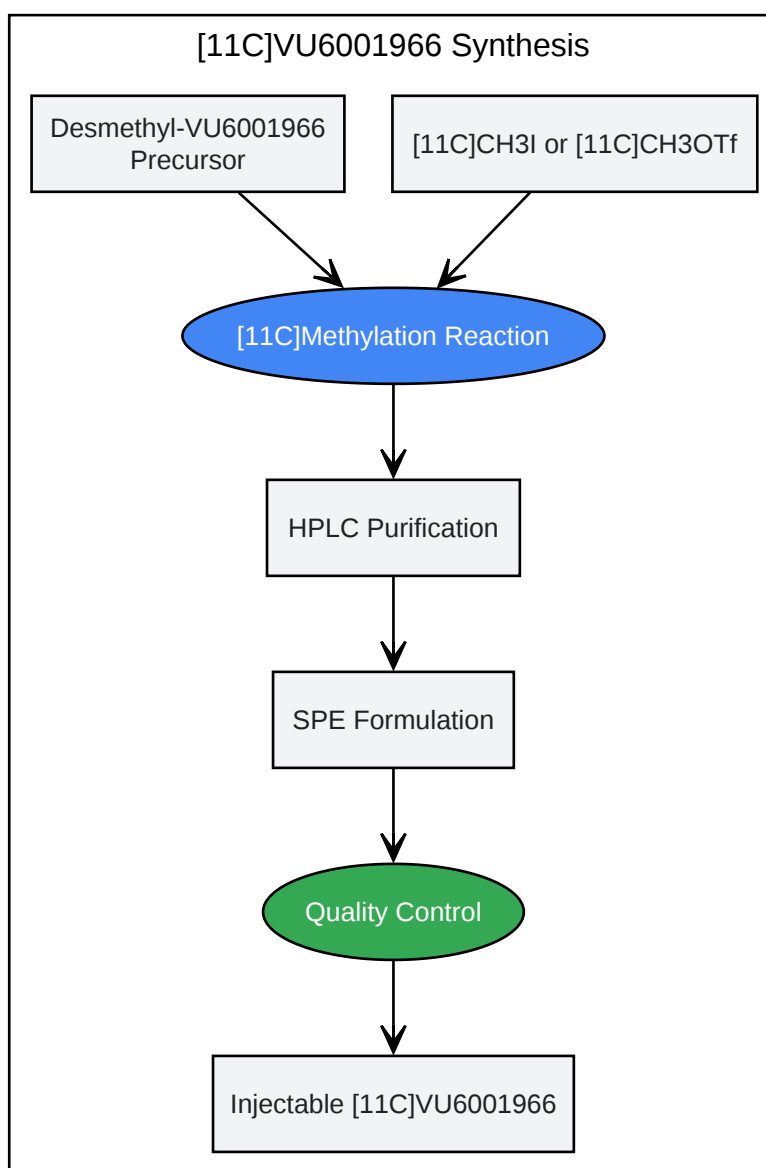 [11C]VU6001966 Synthesis
Desmethyl-VU6001966
Precursor
[11C]CH3I or [11C]CH3OTf
[11C]Methylation Reaction
HPLC Purification
SPE Formulation
Quality Control
Injectable [11C]VU6001966